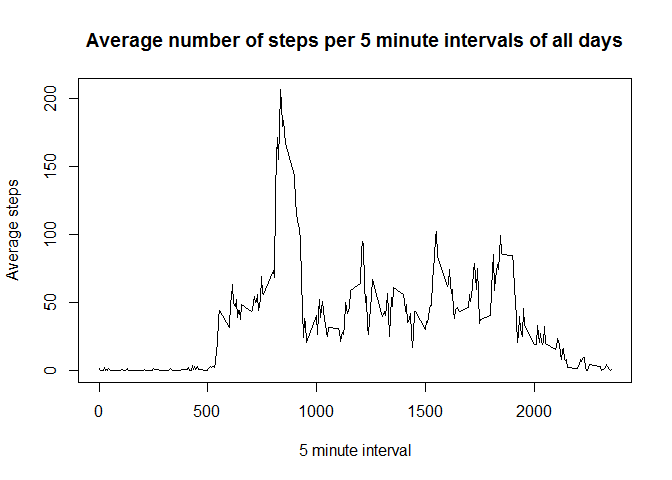 Average number of steps per 5 minute intervals of all days
Average steps
200
150
100
50
0
0 500 1000 1500 2000
5 minute interval